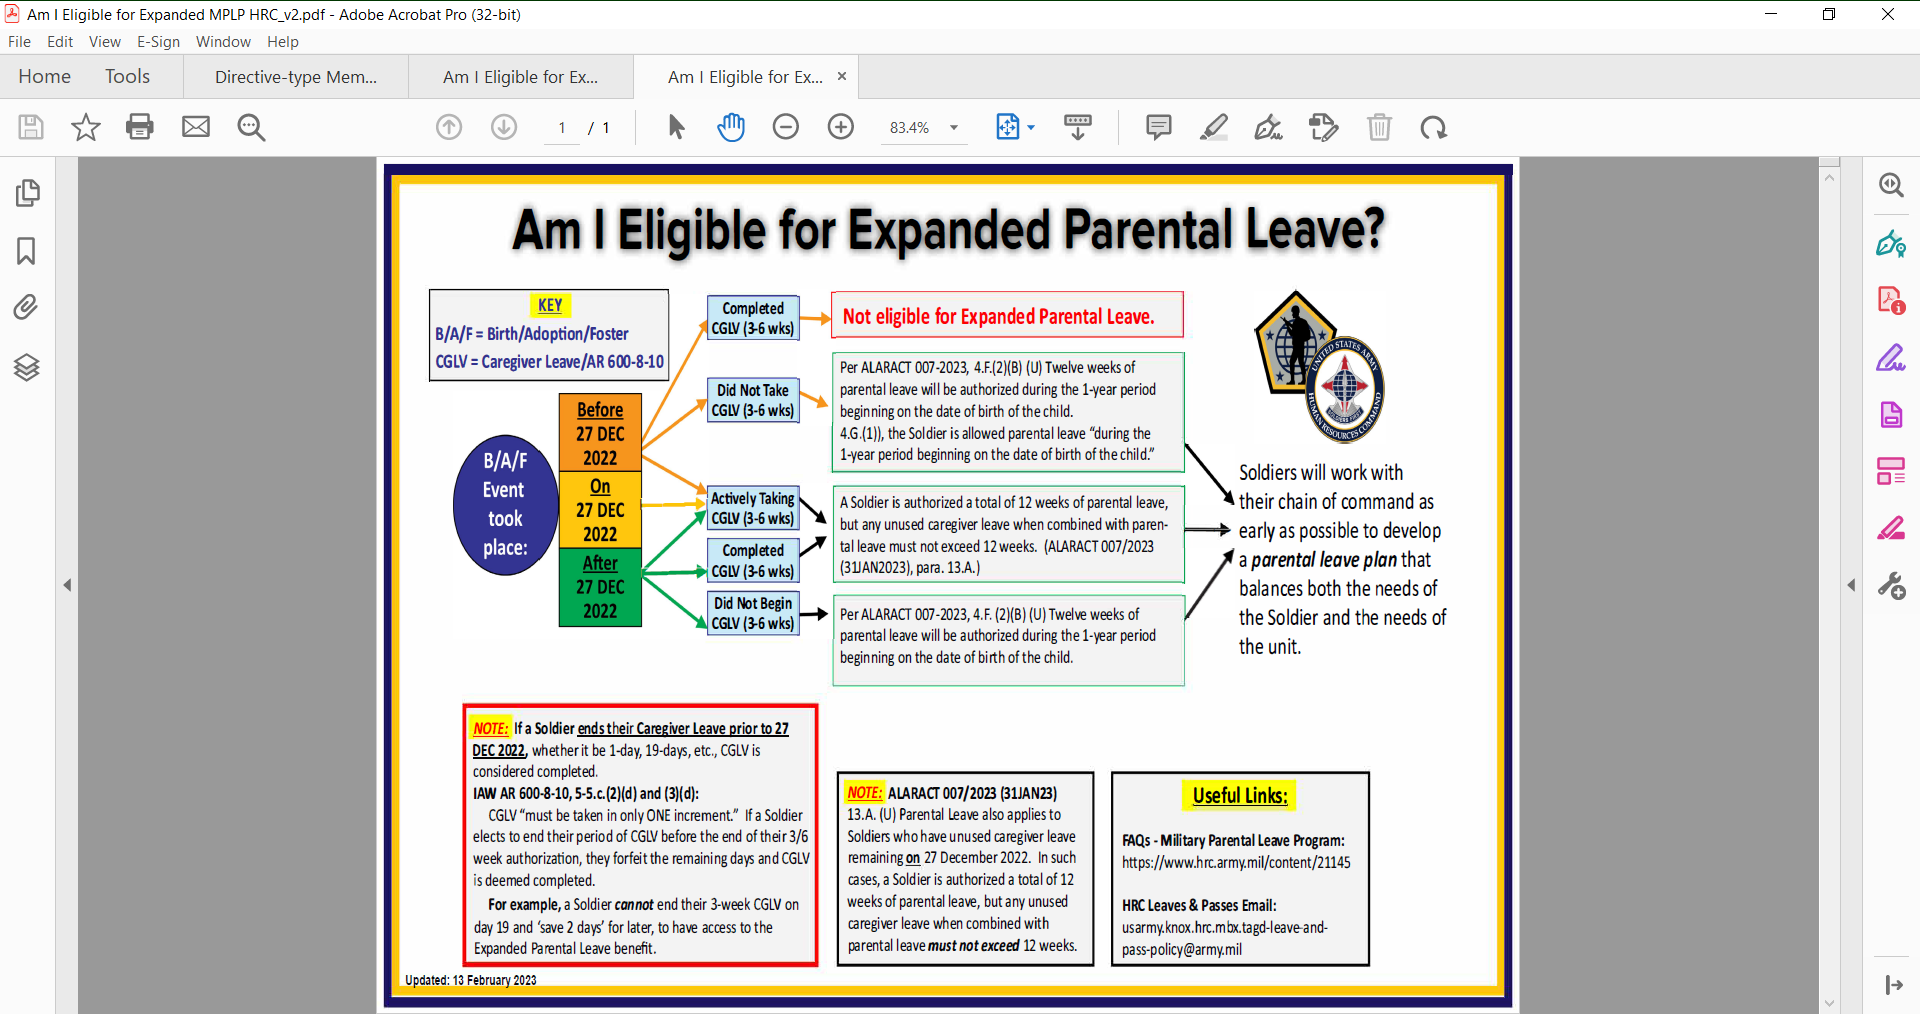 Am I Eligible for Expanded MPLP HRC_v2.pdf - Adobe Acrobat Pro (32-bit)
File Edit View E-Sign Window Help
Home Tools Directive-type Mem... Am I Eligible for Ex... Am I Eligible for Ex... ×
1 / 1 83.4%
Am I Eligible for Expanded Parental Leave?
KEY
B/A/F = Birth/Adoption/Foster
CGLV = Caregiver Leave/AR 600-8-10
B/A/F
Event
took
place:
Before
27 DEC
2022
On
27 DEC
2022
After
27 DEC
2022
Completed
CGLV (3-6 wks)
Did Not Take
CGLV (3-6 wks)
Actively Taking
CGLV (3-6 wks)
Completed
CGLV (3-6 wks)
Did Not Begin
CGLV (3-6 wks)
Not eligible for Expanded Parental Leave.
Per ALARACT 007-2023, 4.F.(2)(B) (U) Twelve weeks of
parental leave will be authorized during the 1-year period
beginning on the date of birth of the child.
4.G.(1)), the Soldier is allowed parental leave “during the
1-year period beginning on the date of birth of the child.”
A Soldier is authorized a total of 12 weeks of parental leave,
but any unused caregiver leave when combined with paren-
tal leave must not exceed 12 weeks. (ALARACT 007/2023
(31JAN2023), para. 13.A.)
Per ALARACT 007-2023, 4.F. (2)(B) (U) Twelve weeks of
parental leave will be authorized during the 1-year period
beginning on the date of birth of the child.
UNITED STATES ARMY
SOLDIERS FIRST
HUMAN RESOURCES COMMAND
Soldiers will work with
their chain of command as
early as possible to develop
a parental leave plan that
balances both the needs of
the Soldier and the needs of
the unit.
NOTE: If a Soldier ends their Caregiver Leave prior to 27
DEC 2022, whether it be 1-day, 19-days, etc., CGLV is
considered completed.
IAW AR 600-8-10, 5-5.c.(2)(d) and (3)(d):
CGLV “must be taken in only ONE increment.” If a Soldier
elects to end their period of CGLV before the end of their 3/6
week authorization, they forfeit the remaining days and CGLV
is deemed completed.
For example, a Soldier cannot end their 3-week CGLV on
day 19 and ‘save 2 days’ for later, to have access to the
Expanded Parental Leave benefit.
NOTE: ALARACT 007/2023 (31JAN23)
13.A. (U) Parental Leave also applies to
Soldiers who have unused caregiver leave
remaining on 27 December 2022. In such
cases, a Soldier is authorized a total of 12
weeks of parental leave, but any unused
caregiver leave when combined with
parental leave must not exceed 12 weeks.
Useful Links:
FAQs - Military Parental Leave Program:
https://www.hrc.army.mil/content/21145
HRC Leaves & Passes Email:
usarmy.knox.hrc.mbx.tagd-leave-and-
pass-policy@army.mil
Updated: 13 February 2023